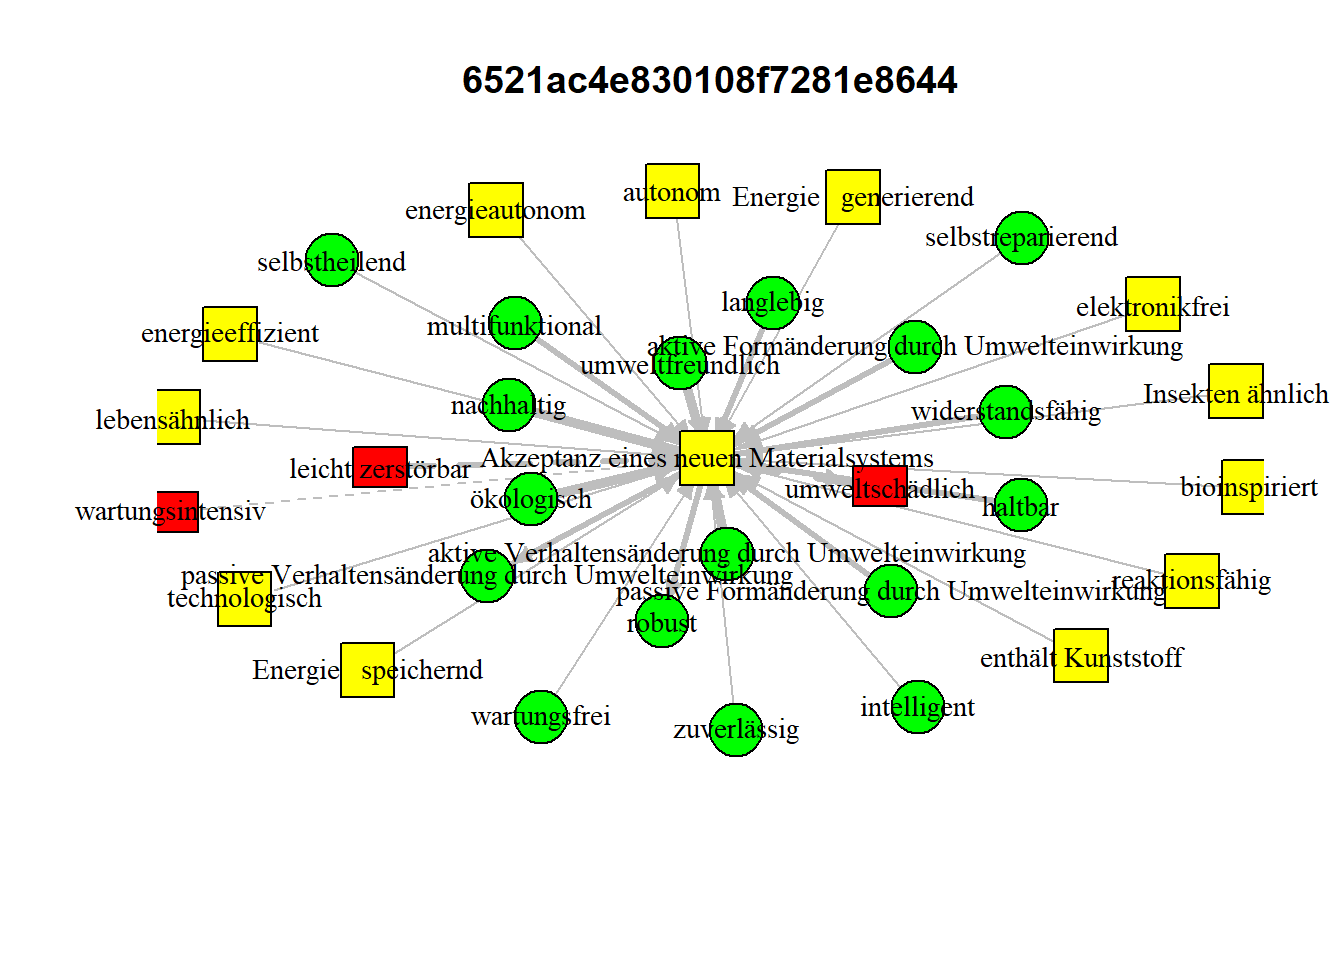 6521ac4e830108f7281e8644
autonom
Energie generierend
energieautonom
selbstreparierend
selbstheilend
langlebig
elektronikfrei
multifunktional
energieeffizient
aktive Formänderung durch Umwelteinwirkung
umweltfreundlich
Insekten ähnlich
nachhaltig
widerstandsfähig
lebensähnlich
Akzeptanz eines neuen Materialsystems
leicht zerstörbar
umweltschädlich
bioinspiriert
ökologisch
haltbar
wartungsintensiv
aktive Verhaltensänderung durch Umwelteinwirkung
passive Verhaltensänderung durch Umwelteinwirkung
reaktionsfähig
passive Formänderung durch Umwelteinwirkung
technologisch
robust
enthält Kunststoff
Energie speichernd
intelligent
wartungsfrei
zuverlässig